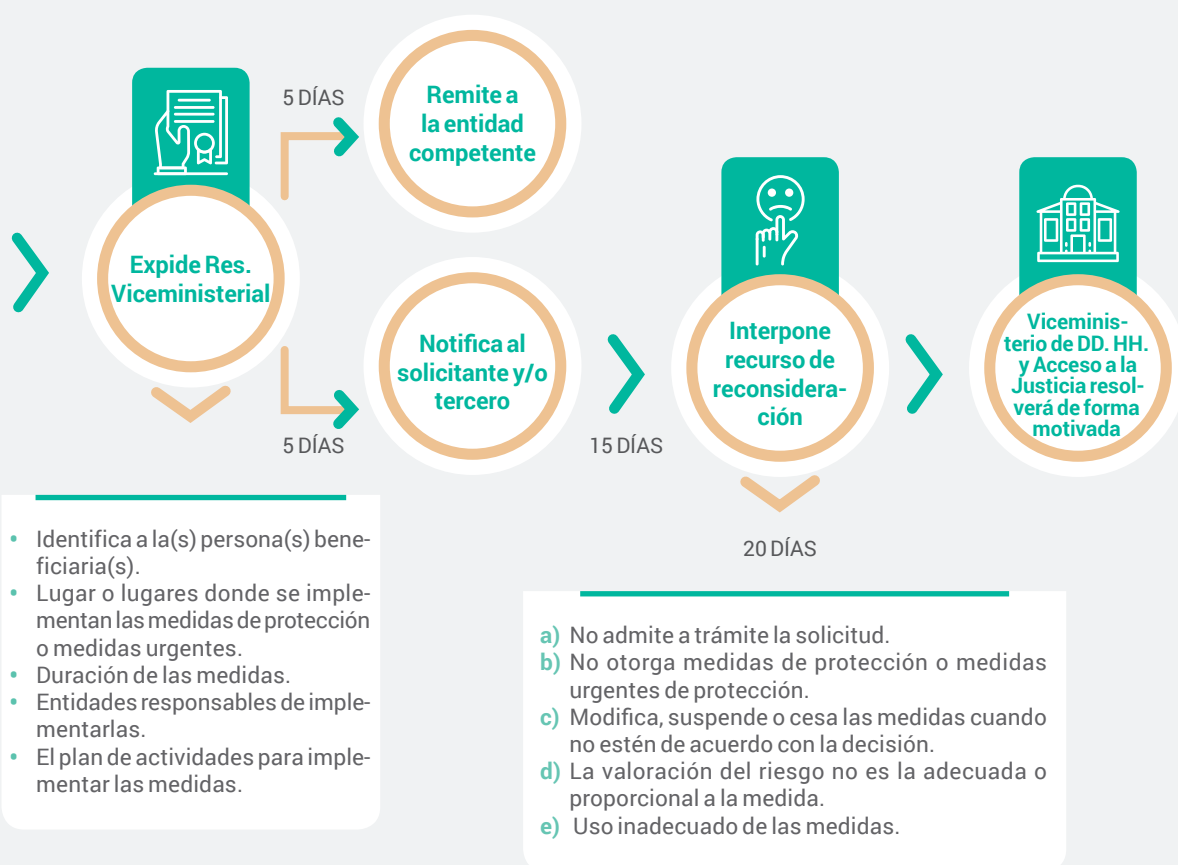 5 DÍAS
Remite a
la entidad
competente
Expide Res.
Viceministerial
Notifica al
solicitante y/o
tercero
5 DÍAS
15 DÍAS
Interpone
recurso de
reconsidera-
ción
Viceminis-
terio de DD. HH.
y Acceso a la
Justicia resol-
verá de forma
motivada
• Identifica a la(s) persona(s) bene-
ficiaria(s).
• Lugar o lugares donde se imple-
mentan las medidas de protección
o medidas urgentes.
• Duración de las medidas.
• Entidades responsables de imple-
mentarlas.
• El plan de actividades para imple-
mentar las medidas.
20 DÍAS
a) No admite a trámite la solicitud.
b) No otorga medidas de protección o medidas
urgentes de protección.
c) Modifica, suspende o cesa las medidas cuando
no estén de acuerdo con la decisión.
d) La valoración del riesgo no es la adecuada o
proporcional a la medida.
e) Uso inadecuado de las medidas.